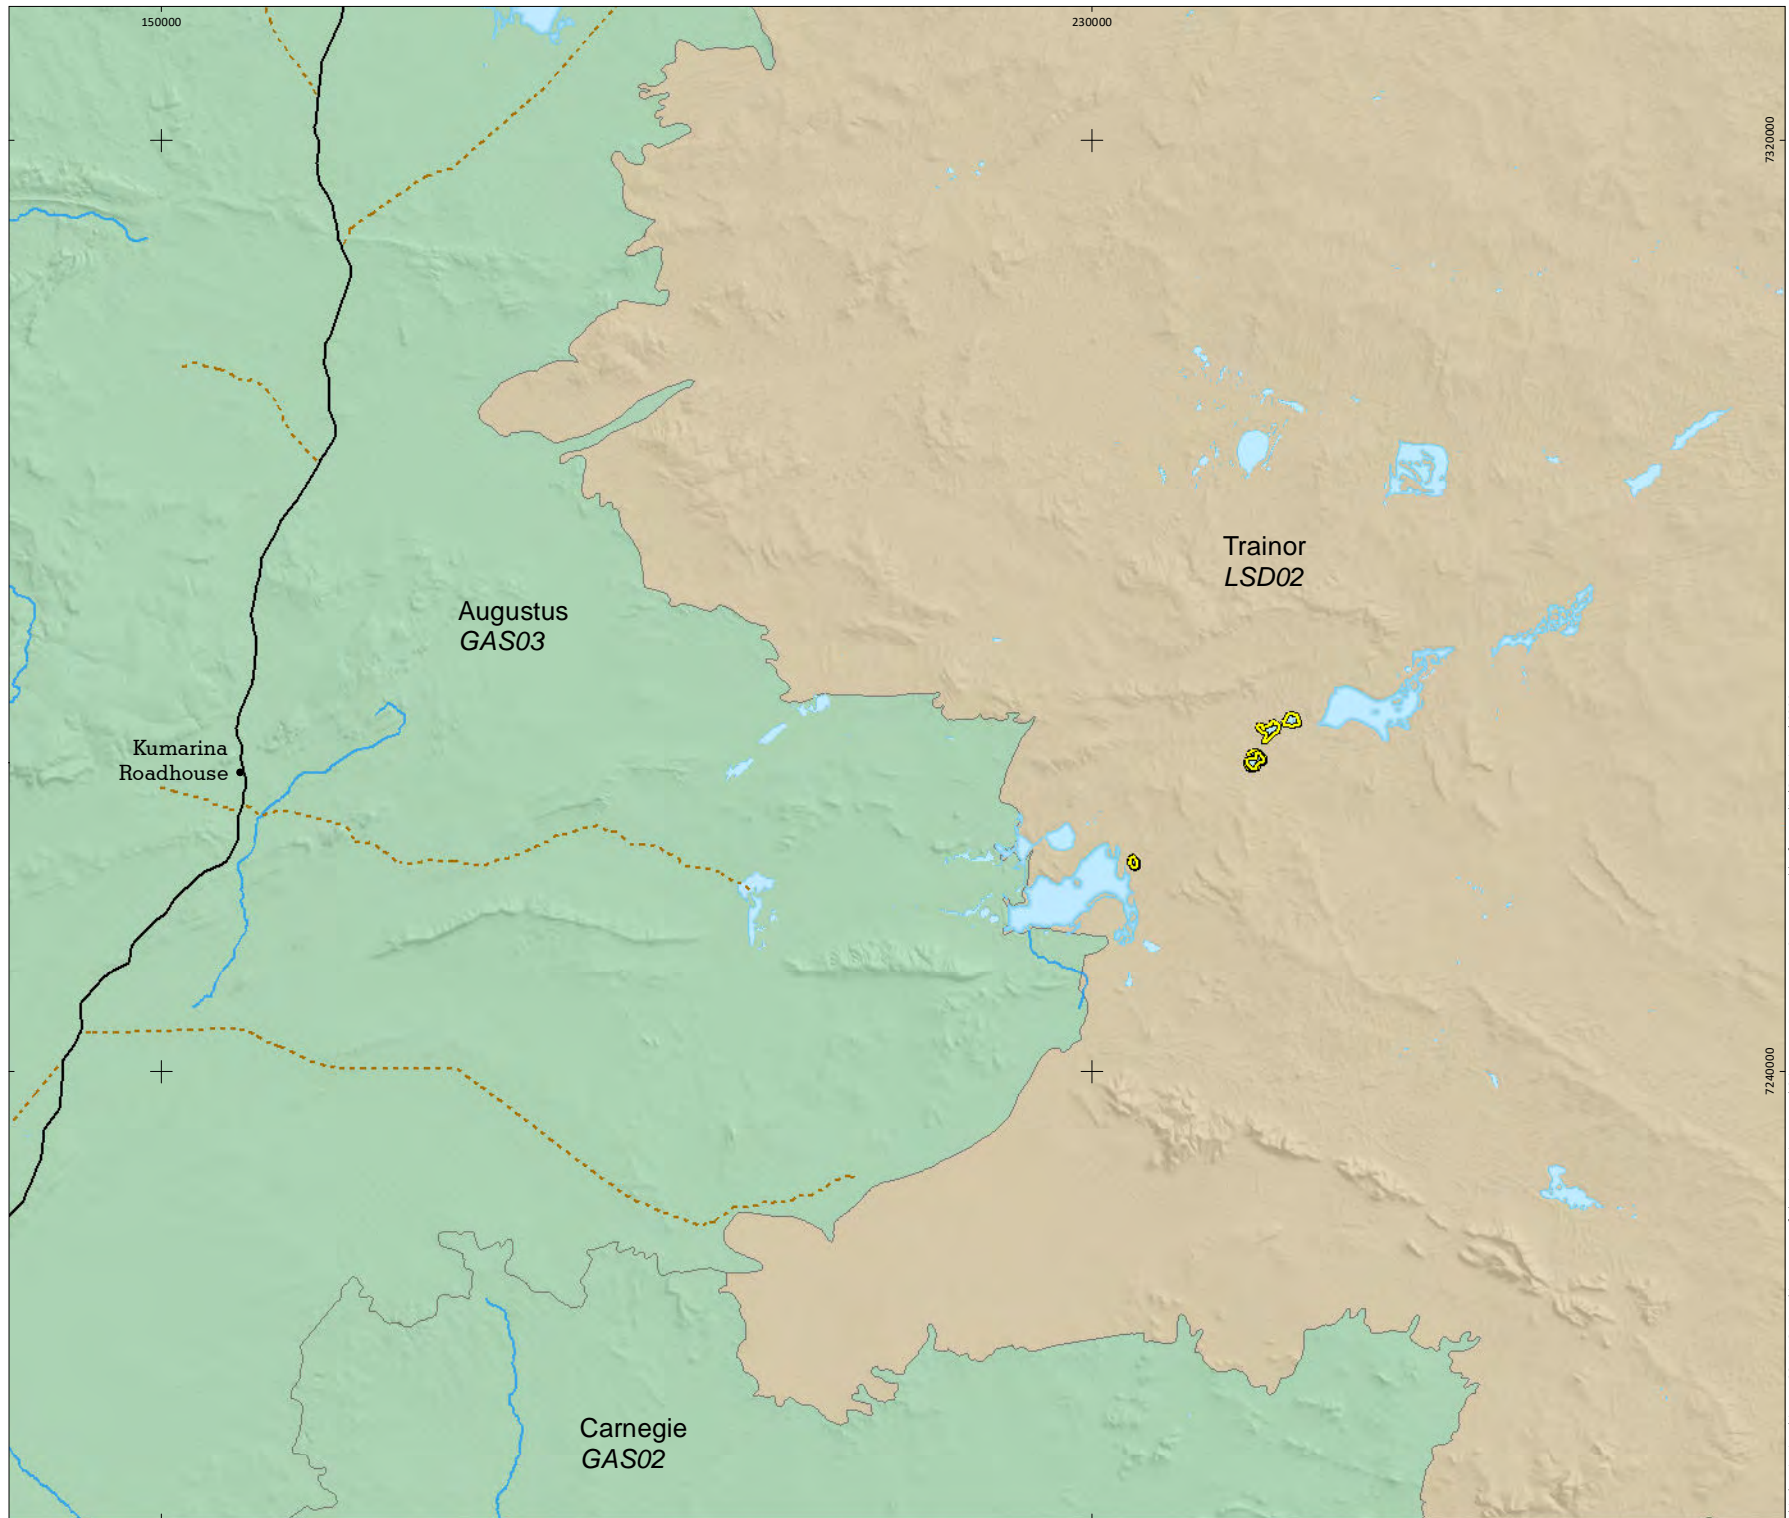 150000
230000
7320000
Trainor
LSD02
Augustus
GAS03
Kumarina
Roadhouse
7240000
Carnegie
GAS02